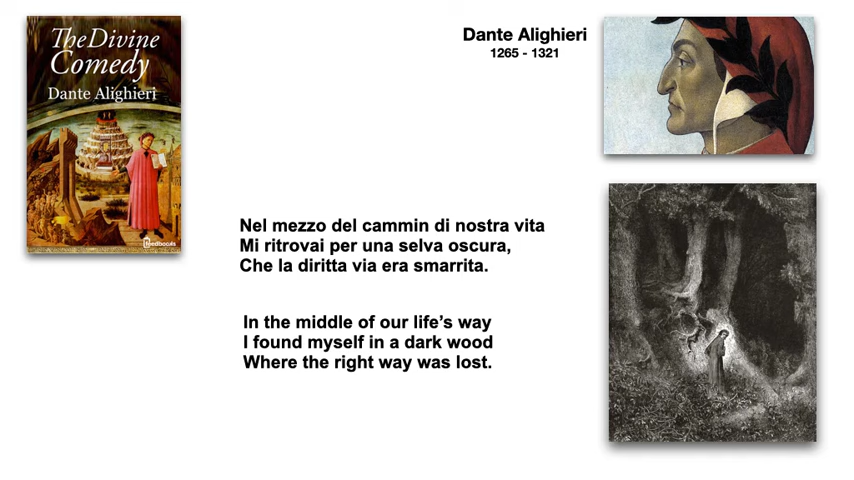 The Divine
Comedy
Dante Alighieri
feedbooks
Dante Alighieri
1265 - 1321
Nel mezzo del cammin di nostra vita
Mi ritrovai per una selva oscura,
Che la diritta via era smarrita.
In the middle of our life’s way
I found myself in a dark wood
Where the right way was lost.